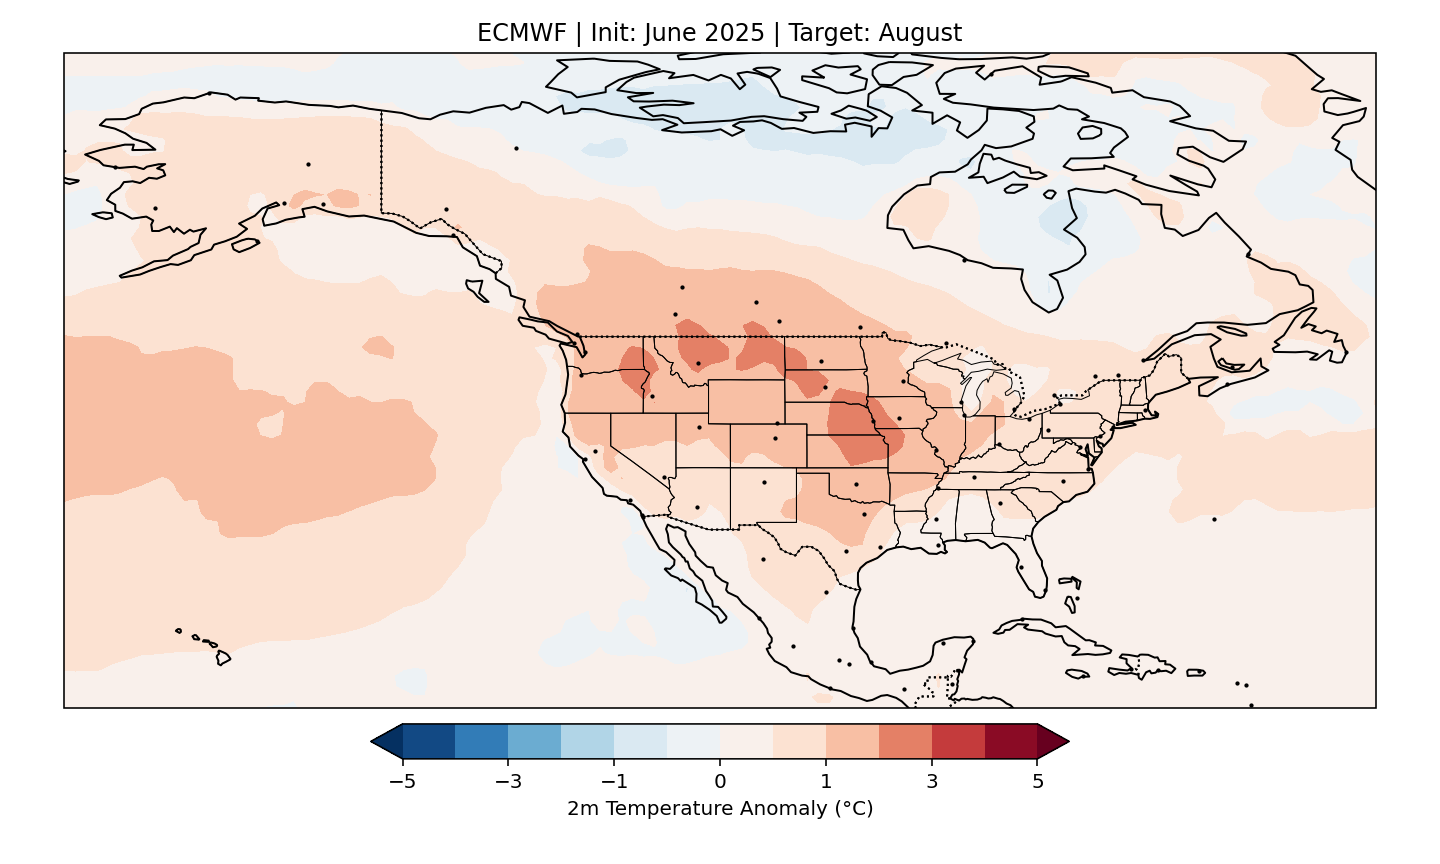 ECMWF | Init: June 2025 | Target: August
−5 −3 −1 0 1 3 5
2m Temperature Anomaly (°C)